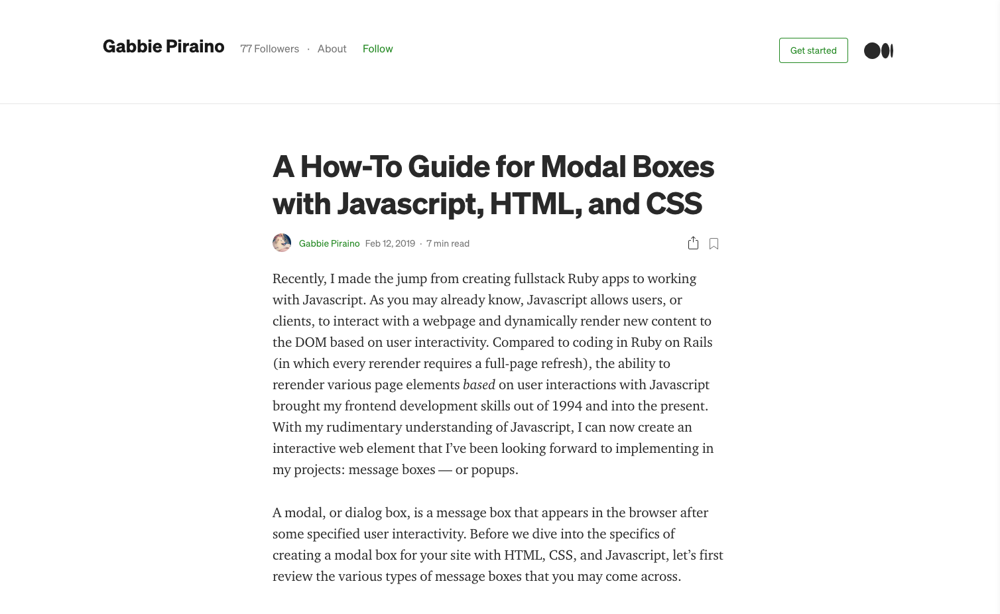 Gabbie Piraino 77 Followers · About Follow Get started
A How-To Guide for Modal Boxes
with Javascript, HTML, and CSS
Gabbie Piraino Feb 12, 2019 · 7 min read
Recently, I made the jump from creating fullstack Ruby apps to working
with Javascript. As you may already know, Javascript allows users, or
clients, to interact with a webpage and dynamically render new content to
the DOM based on user interactivity. Compared to coding in Ruby on Rails
(in which every rerender requires a full-page refresh), the ability to
rerender various page elements based on user interactions with Javascript
brought my frontend development skills out of 1994 and into the present.
With my rudimentary understanding of Javascript, I can now create an
interactive web element that I’ve been looking forward to implementing in
my projects: message boxes — or popups.
A modal, or dialog box, is a message box that appears in the browser after
some specified user interactivity. Before we dive into the specifics of
creating a modal box for your site with HTML, CSS, and Javascript, let’s first
review the various types of message boxes that you may come across.